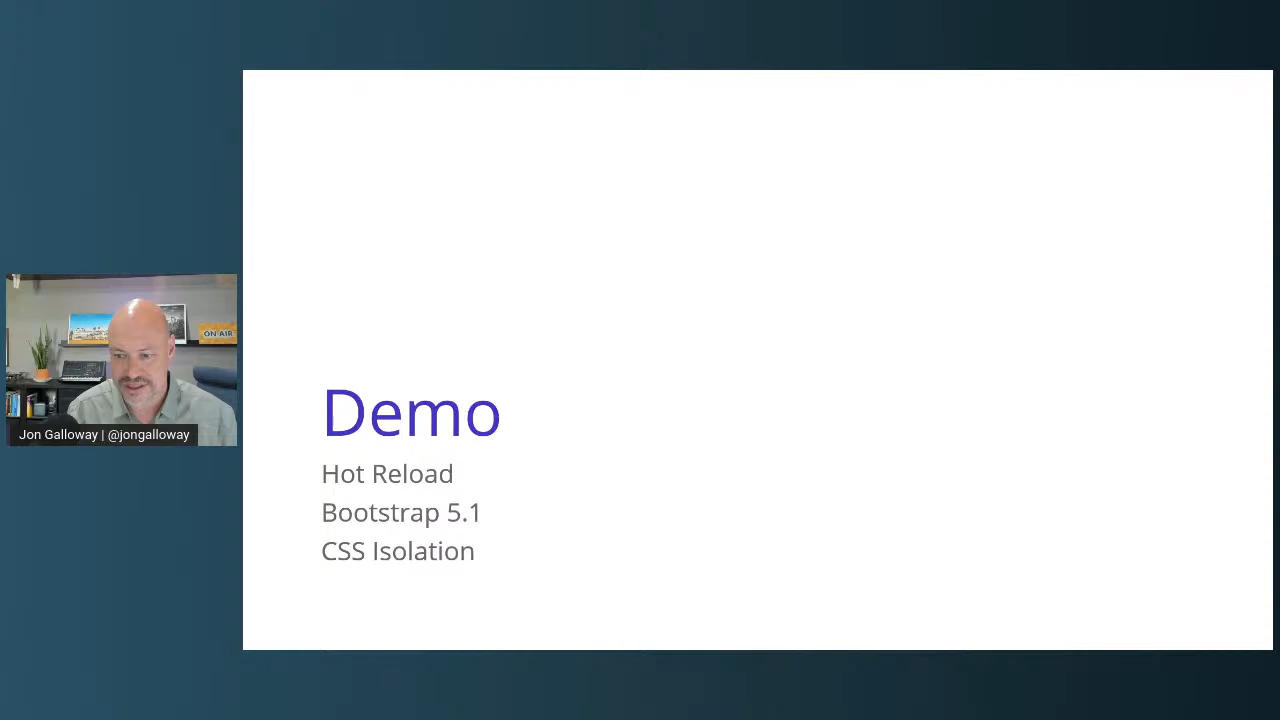 ON AIR
Jon Galloway | @jongalloway
Demo
Hot Reload
Bootstrap 5.1
CSS Isolation